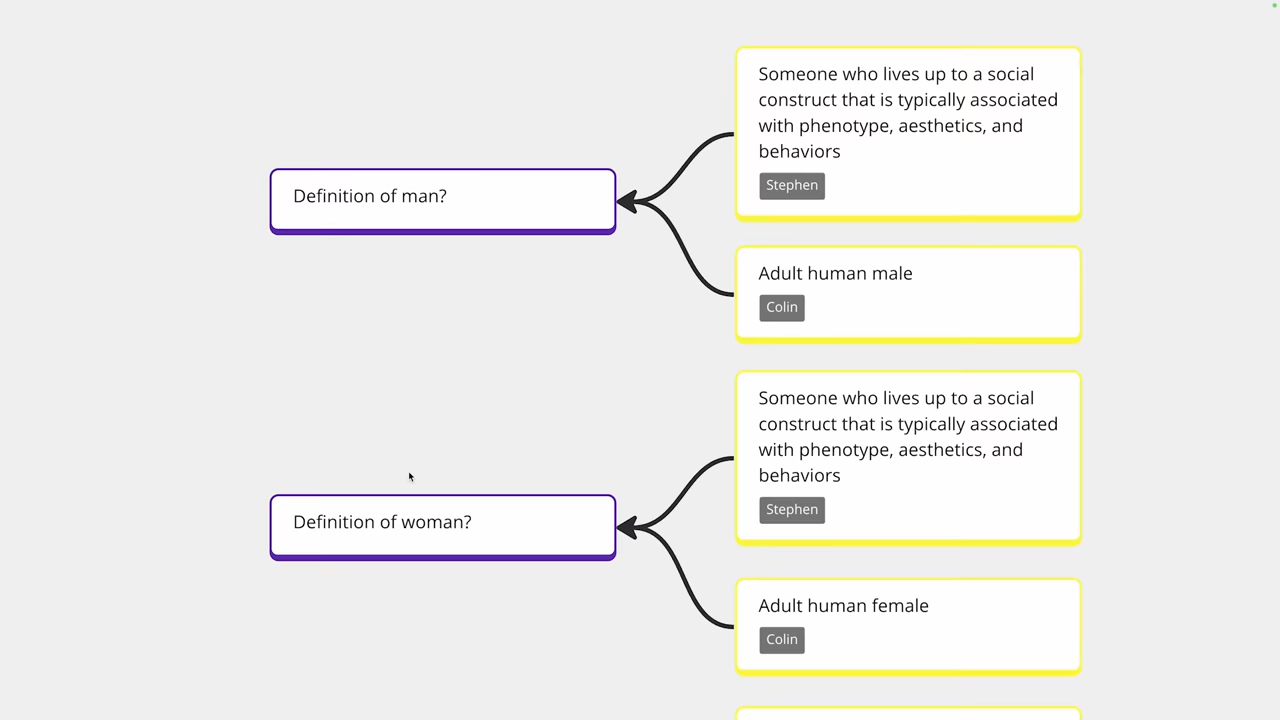 Definition of man?
Someone who lives up to a social
construct that is typically associated
with phenotype, aesthetics, and
behaviors
Stephen
Adult human male
Colin
Definition of woman?
Someone who lives up to a social
construct that is typically associated
with phenotype, aesthetics, and
behaviors
Stephen
Adult human female
Colin